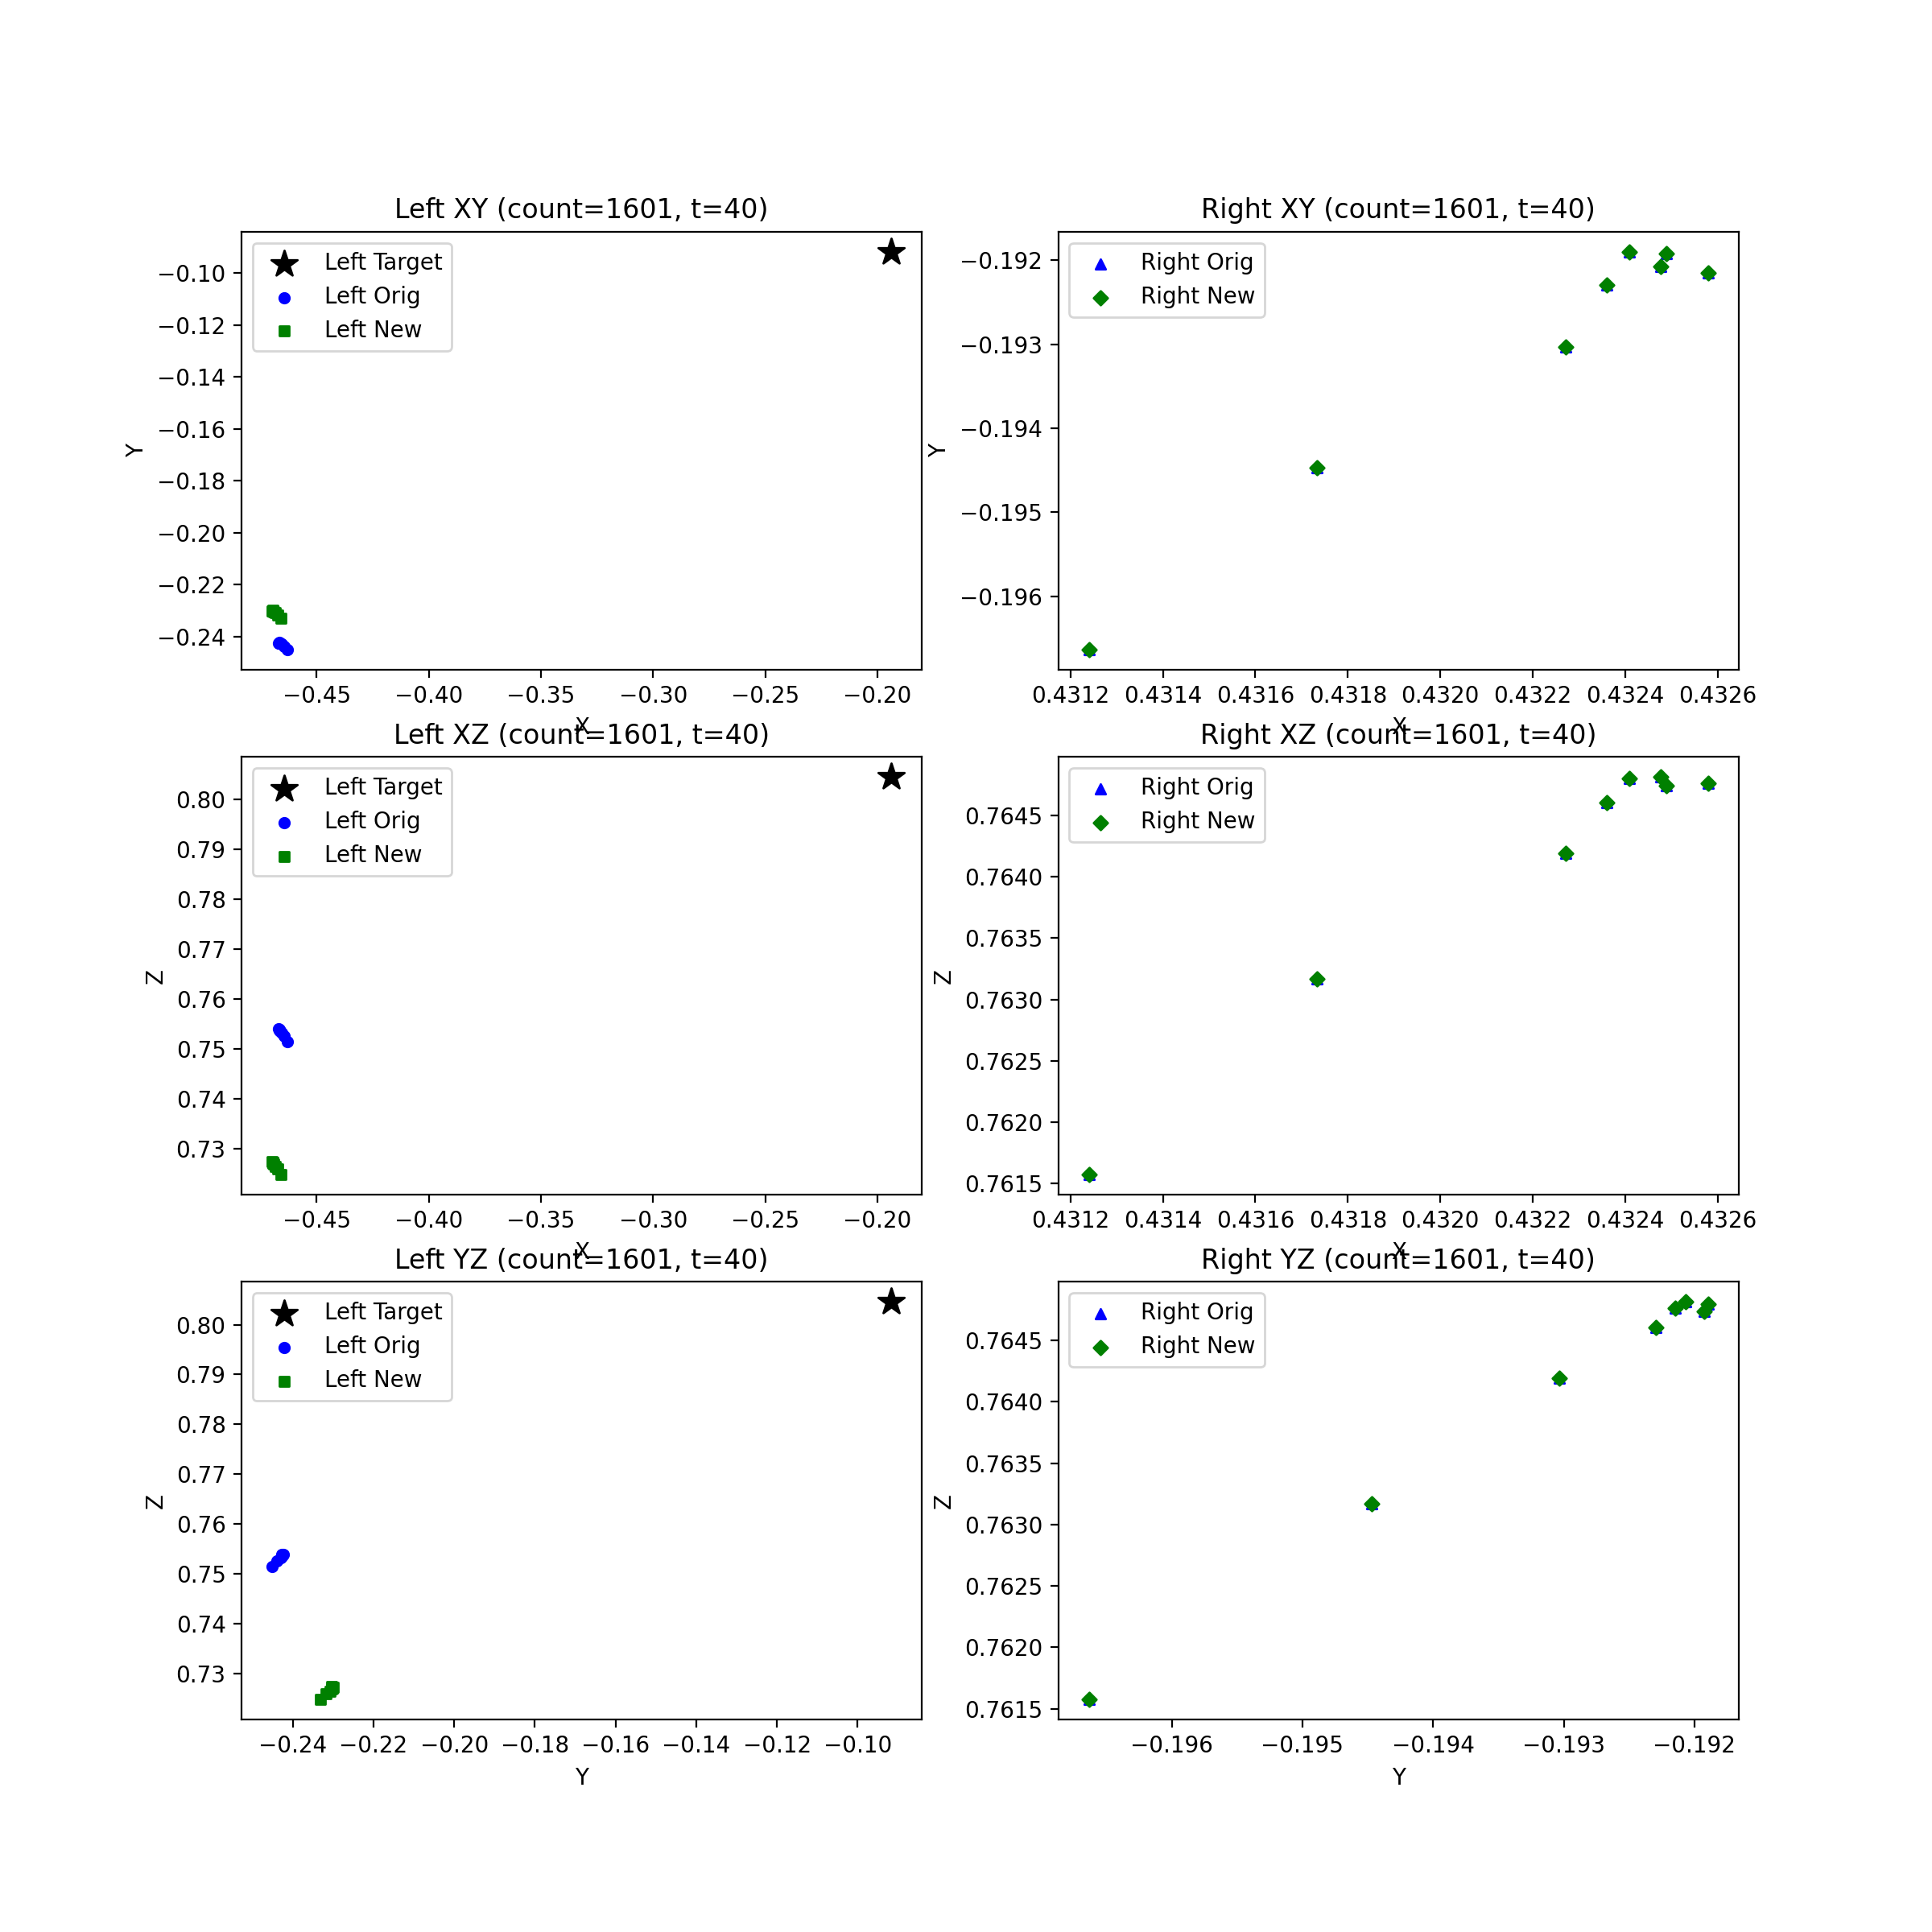 Left XY (count=1601, t=40)
Left Target
Left Orig
Left New
−0.10
−0.12
−0.14
−0.16
−0.18
−0.20
−0.22
−0.24
Y
−0.45 −0.40 −0.35 −0.30 −0.25 −0.20
X
Right XY (count=1601, t=40)
Right Orig
Right New
−0.192
−0.193
−0.194
−0.195
−0.196
Y
0.4312 0.4314 0.4316 0.4318 0.4320 0.4322 0.4324 0.4326
X
Left XZ (count=1601, t=40)
Left Target
Left Orig
Left New
0.80
0.79
0.78
0.77
0.76
0.75
0.74
0.73
Z
−0.45 −0.40 −0.35 −0.30 −0.25 −0.20
X
Right XZ (count=1601, t=40)
Right Orig
Right New
0.7645
0.7640
0.7635
0.7630
0.7625
0.7620
0.7615
Z
0.4312 0.4314 0.4316 0.4318 0.4320 0.4322 0.4324 0.4326
X
Left YZ (count=1601, t=40)
Left Target
Left Orig
Left New
0.80
0.79
0.78
0.77
0.76
0.75
0.74
0.73
Z
−0.24 −0.22 −0.20 −0.18 −0.16 −0.14 −0.12 −0.10
Y
Right YZ (count=1601, t=40)
Right Orig
Right New
0.7645
0.7640
0.7635
0.7630
0.7625
0.7620
0.7615
Z
−0.196 −0.195 −0.194 −0.193 −0.192
Y